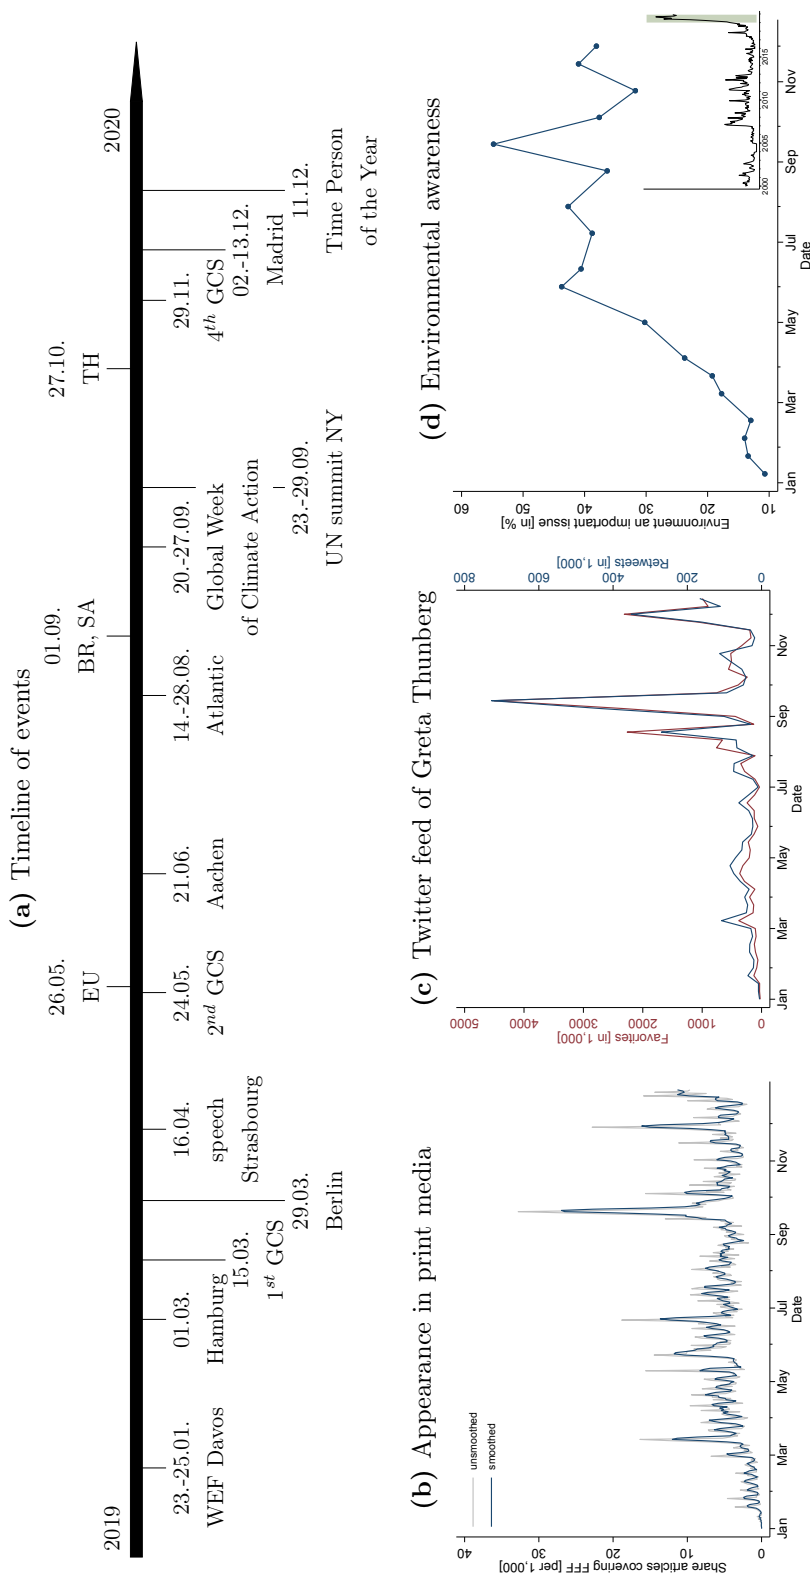 (a) Timeline of events
2019
2020
26.05.
EU
01.09.
BR, SA
27.10.
TH
23.-25.01.
WEF Davos
01.03.
Hamburg
15.03.
1st GCS
29.03.
Berlin
16.04.
speech
Strasbourg
24.05.
2nd GCS
21.06.
Aachen
14.-28.08.
Atlantic
20.-27.09.
Global Week
of Climate Action
23.-29.09.
UN summit NY
29.11.
4th GCS
02.-13.12.
Madrid
11.12.
Time Person
of the Year
(b) Appearance in print media
unsmoothed
smoothed
Share articles covering FFF [per 1,000]
40
30
20
10
0
Jan
Mar
May
Jul
Sep
Nov
Date
(c) Twitter feed of Greta Thunberg
Favorites [in 1,000]
5000
4000
3000
2000
1000
0
Retweets [in 1,000]
800
600
400
200
0
Jan
Mar
May
Jul
Sep
Nov
Date
(d) Environmental awareness
Environment an important issue [in %]
60
50
40
30
20
10
Jan
Mar
May
Jul
Sep
Nov
Date
2000
2005
2010
2015